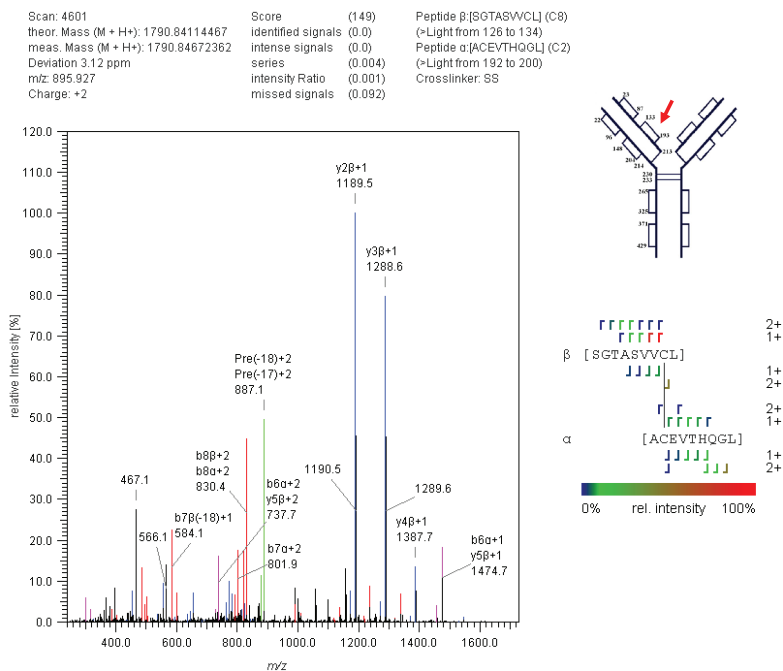 Scan: 4601
theor. Mass (M + H+): 1790.84114467
meas. Mass (M + H+): 1790.84672362
Deviation 3.12 ppm
m/z: 895.927
Charge: +2
Score (149)
identified signals (0.0)
intense signals (0.0)
series (0.004)
intensity Ratio (0.001)
missed signals (0.092)
Peptide β:[SGTASVVCL] (C8)
(>Light from 126 to 134)
Peptide α:[ACEVTHQGL] (C2)
(>Light from 192 to 200)
Crosslinker: SS
120.0
110.0
100.0
90.0
80.0
70.0
60.0
50.0
40.0
30.0
20.0
10.0
0.0
relative Intensity [%]
y2β+1
1189.5
y3β+1
1288.6
Pre(-18)+2
Pre(-17)+2
887.1
b8β+2
b8α+2
830.4
b6α+2
y5β+2
737.7
467.1
b7β(-18)+1
584.1
566.1
b7α+2
801.9
1190.5
1289.6
y4β+1
1387.7
b6α+1
y5β+1
1474.7
400.0 600.0 800.0 1000.0 1200.0 1400.0 1600.0
m/z
23
87
133
193
213
22
96
148
204
214
230
233
265
325
371
429
2+
1+
β [SGTASVVCL]
1+
2+
2+
1+
α [ACEVTHQGL]
1+
2+
0% rel. intensity 100%